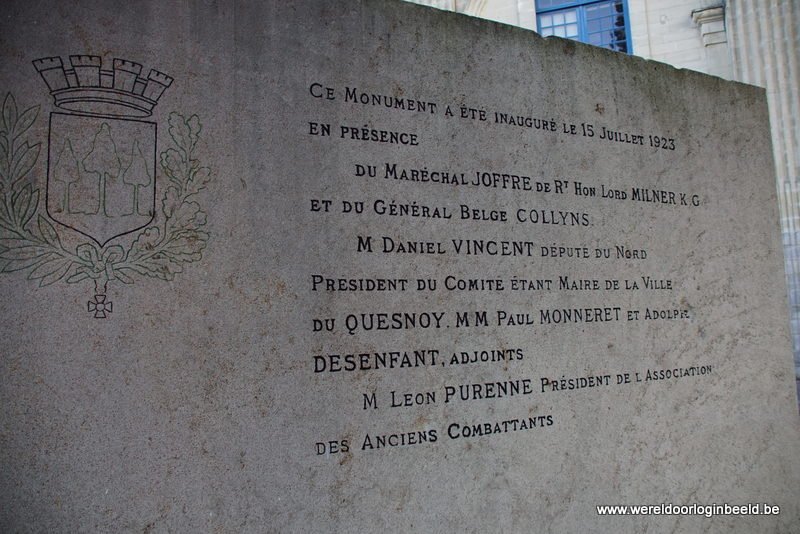 Ce Monument a été inauguré le 15 Juillet 1923
en présence
du Maréchal JOFFRE de Rᵀ Hon Lord MILNER K G
et du Général Belge COLLYNS.
M Daniel VINCENT député du Nord
President du Comité étant Maire de la Ville
du QUESNOY. M M Paul MONNERET et Adolphe
DESENFANT, adjoints
M Leon PURENNE Président de l Association
des Anciens Combattants
www.wereldoorloginbeeld.be